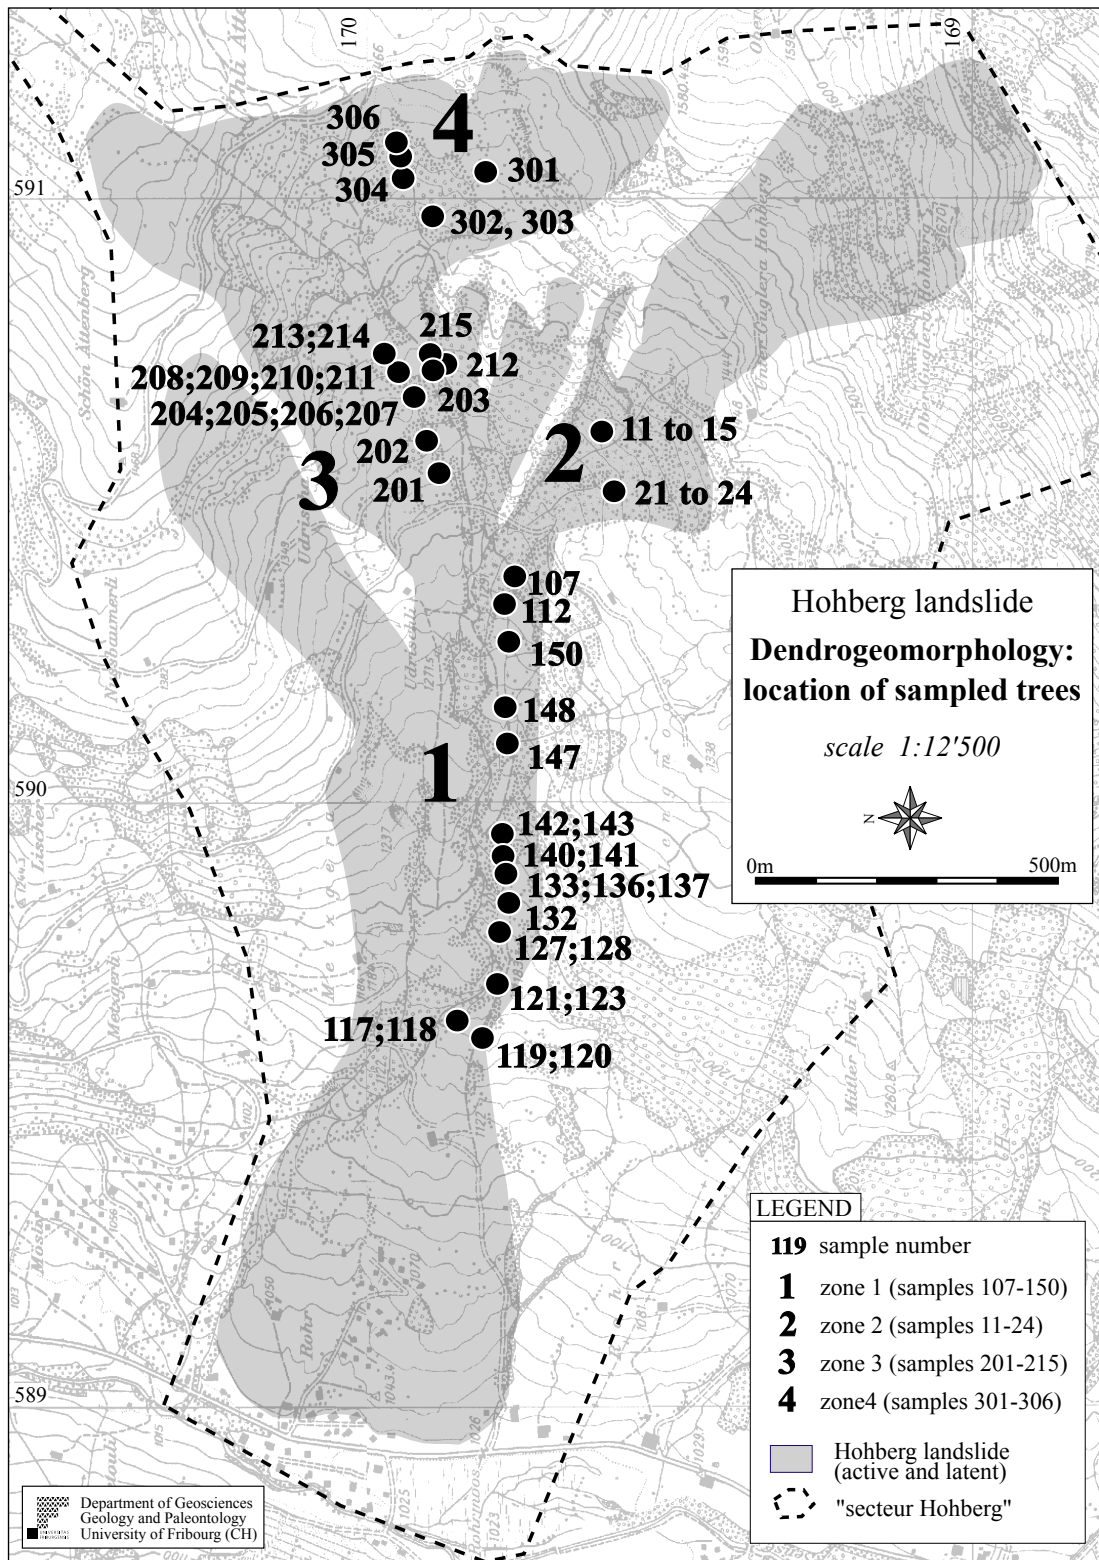 170
169
4
306
305
304
301
591
302, 303
213;214
215
212
208;209;210;211
203
204;205;206;207
202
201
3
2
11 to 15
21 to 24
107
112
150
148
147
1
590
142;143
140;141
133;136;137
132
127;128
121;123
117;118
119;120
589
Hohberg landslide
Dendrogeomorphology:
location of sampled trees
scale 1:12'500
N
0m 500m
LEGEND
119 sample number
1 zone 1 (samples 107-150)
2 zone 2 (samples 11-24)
3 zone 3 (samples 201-215)
4 zone4 (samples 301-306)
Hohberg landslide
(active and latent)
"secteur Hohberg"
Department of Geosciences
Geology and Paleontology
University of Fribourg (CH)
Schön Auenberg
Rohr
1050
1043